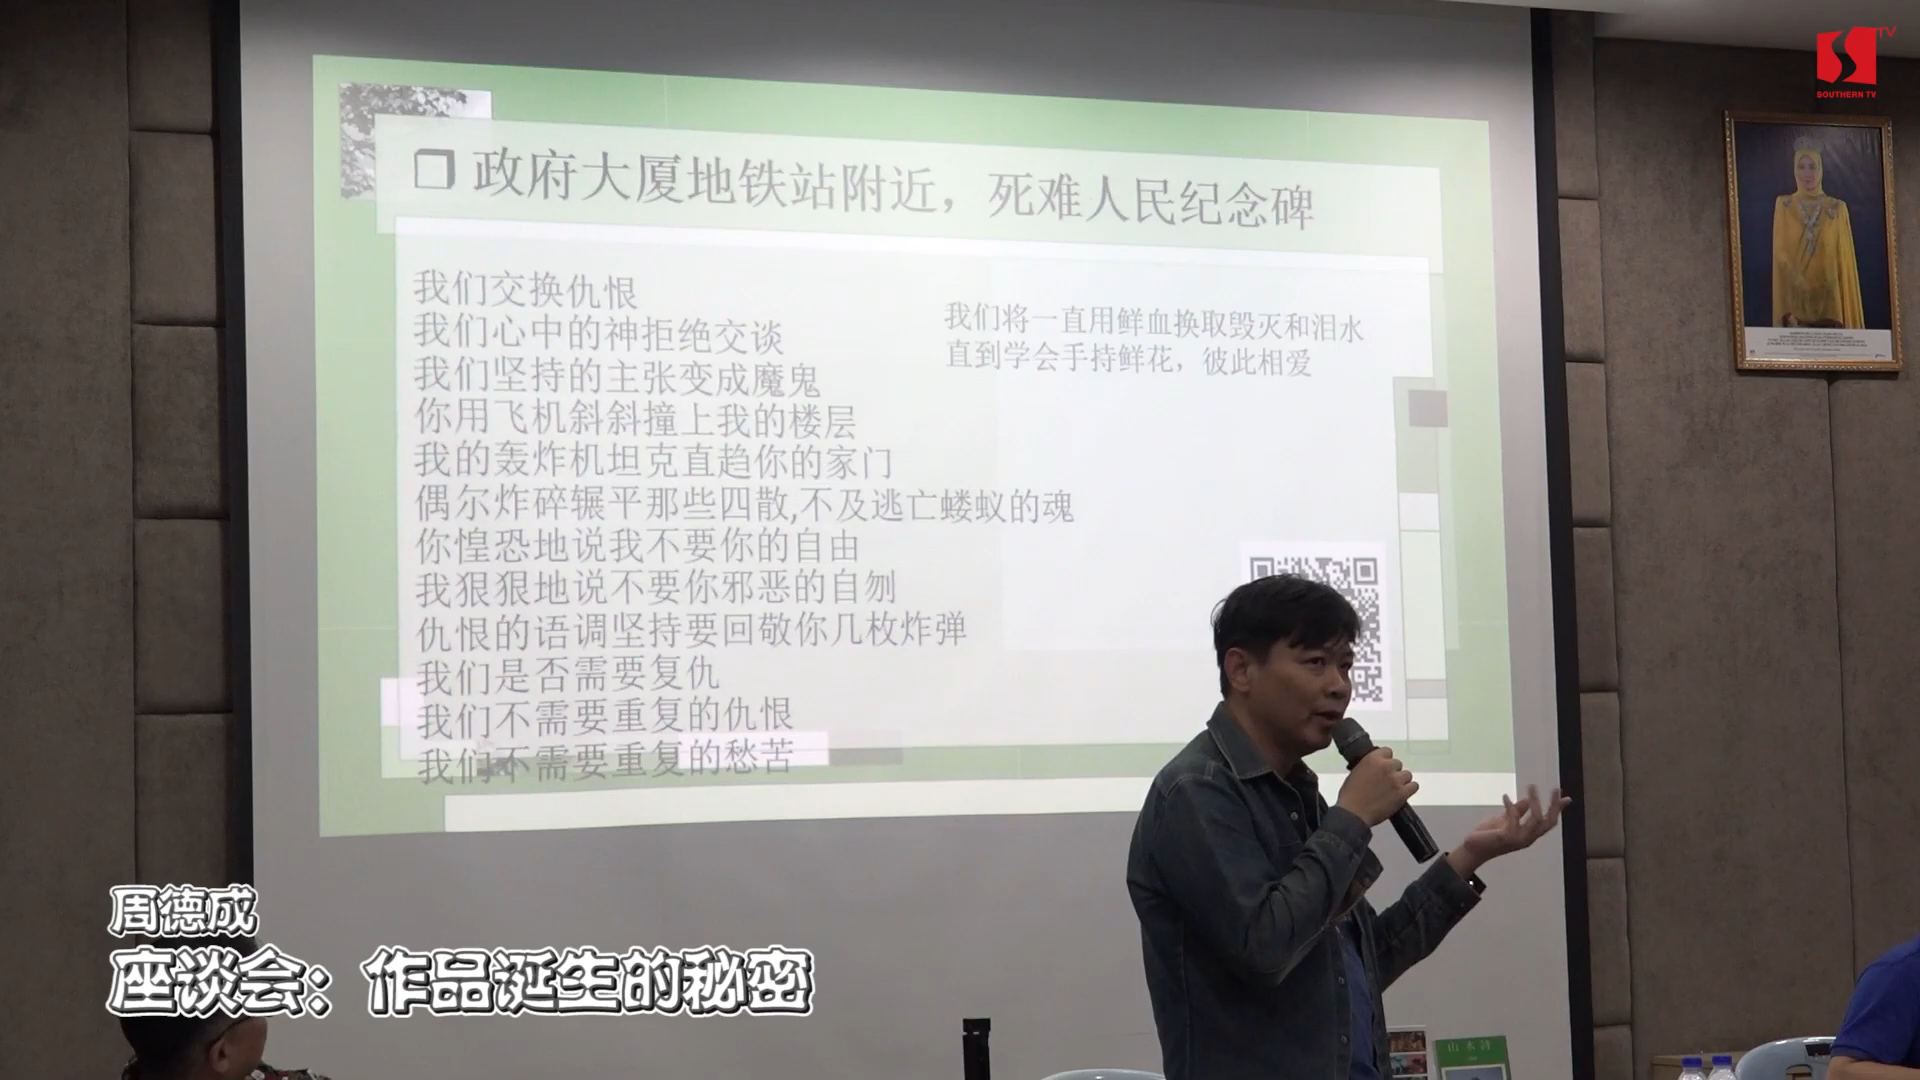 TV
SOUTHERN TV
政府大厦地铁站附近，死难人民纪念碑
我们交换仇恨
我们心中的神拒绝交谈
我们坚持的主张变成魔鬼
你用飞机斜斜撞上我的楼层
我的轰炸机坦克直趋你的家门
偶尔炸碎辗平那些四散,不及逃亡蝼蚁的魂
你惶恐地说我不要你的自由
我狠狠地说不要你邪恶的自刎
仇恨的语调坚持要回敬你几枚炸弹
我们是否需要复仇
我们不需要重复的仇恨
我们不需要重复的愁苦
我们将一直用鲜血换取毁灭和泪水
直到学会手持鲜花，彼此相爱
周德成
座谈会：作品诞生的秘密
山水詩